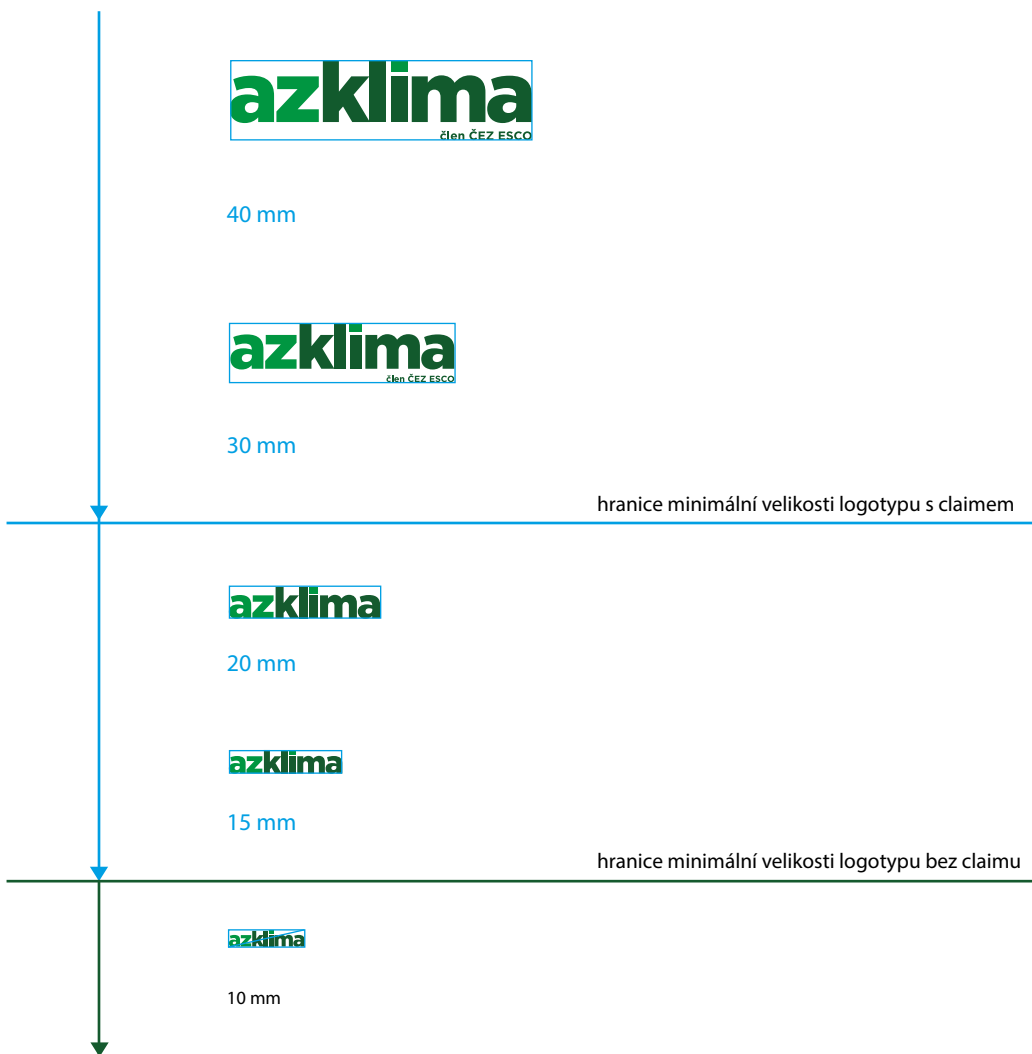 azklima
člen ČEZ ESCO
40 mm
azklima
člen ČEZ ESCO
30 mm
hranice minimální velikosti logotypu s claimem
azklima
20 mm
azklima
15 mm
hranice minimální velikosti logotypu bez claimu
azklima
10 mm